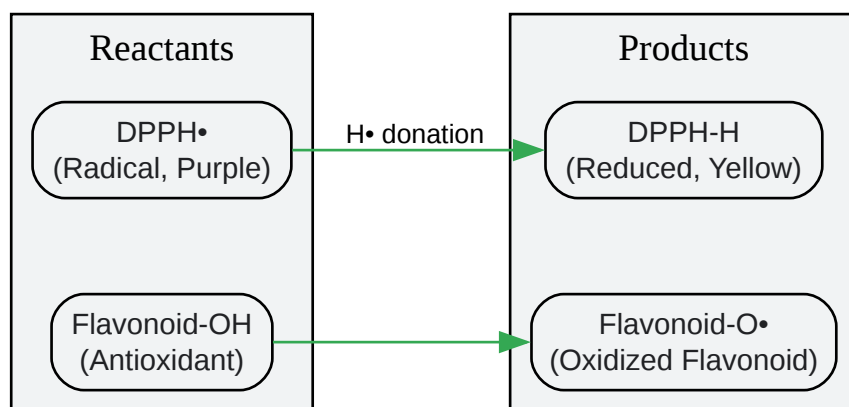 Reactants
Products
DPPH•
(Radical, Purple)
H• donation
DPPH-H
(Reduced, Yellow)
Flavonoid-OH
(Antioxidant)
Flavonoid-O•
(Oxidized Flavonoid)